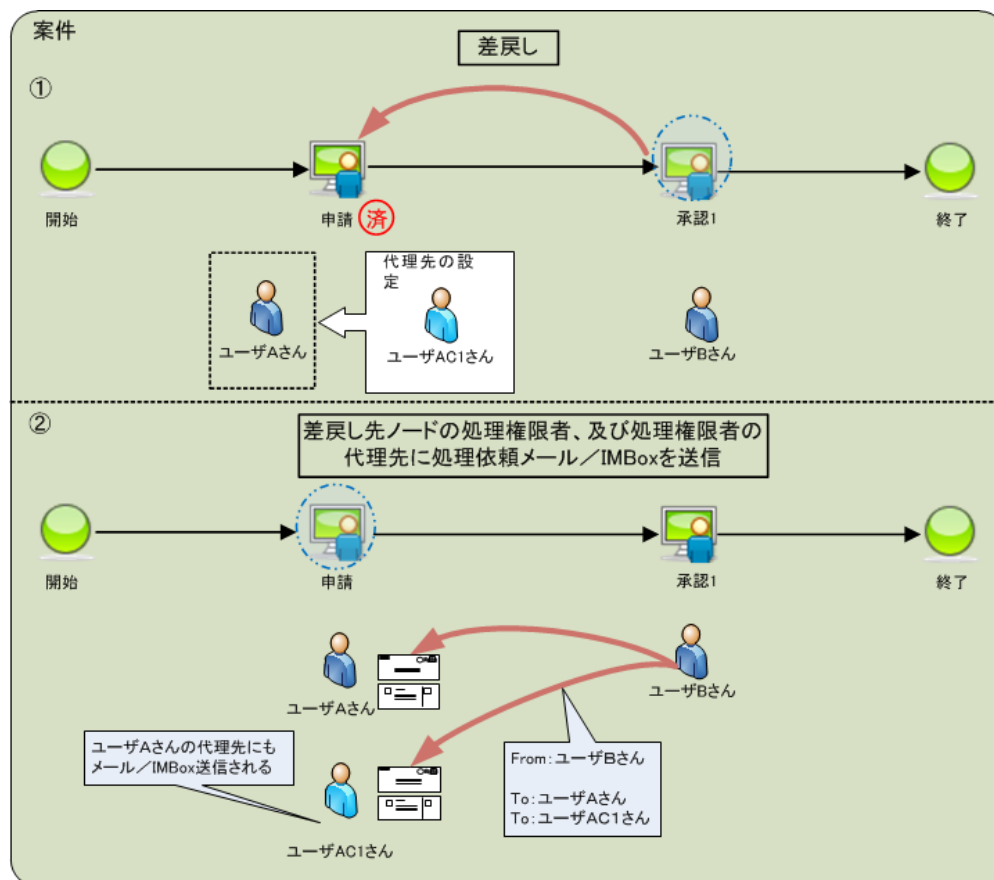 案件
差戻し
①
開始
申請
済
承認1
終了
代理先の設
定
ユーザAさん
ユーザAC1さん
ユーザBさん
②
差戻し先ノードの処理権限者、及び処理権限者の
代理先に処理依頼メール／IMBoxを送信
開始
申請
承認1
終了
ユーザAさん
ユーザBさん
ユーザAさんの代理先にも
メール／IMBox送信される
From：ユーザBさん
To：ユーザAさん
To：ユーザAC1さん
ユーザAC1さん